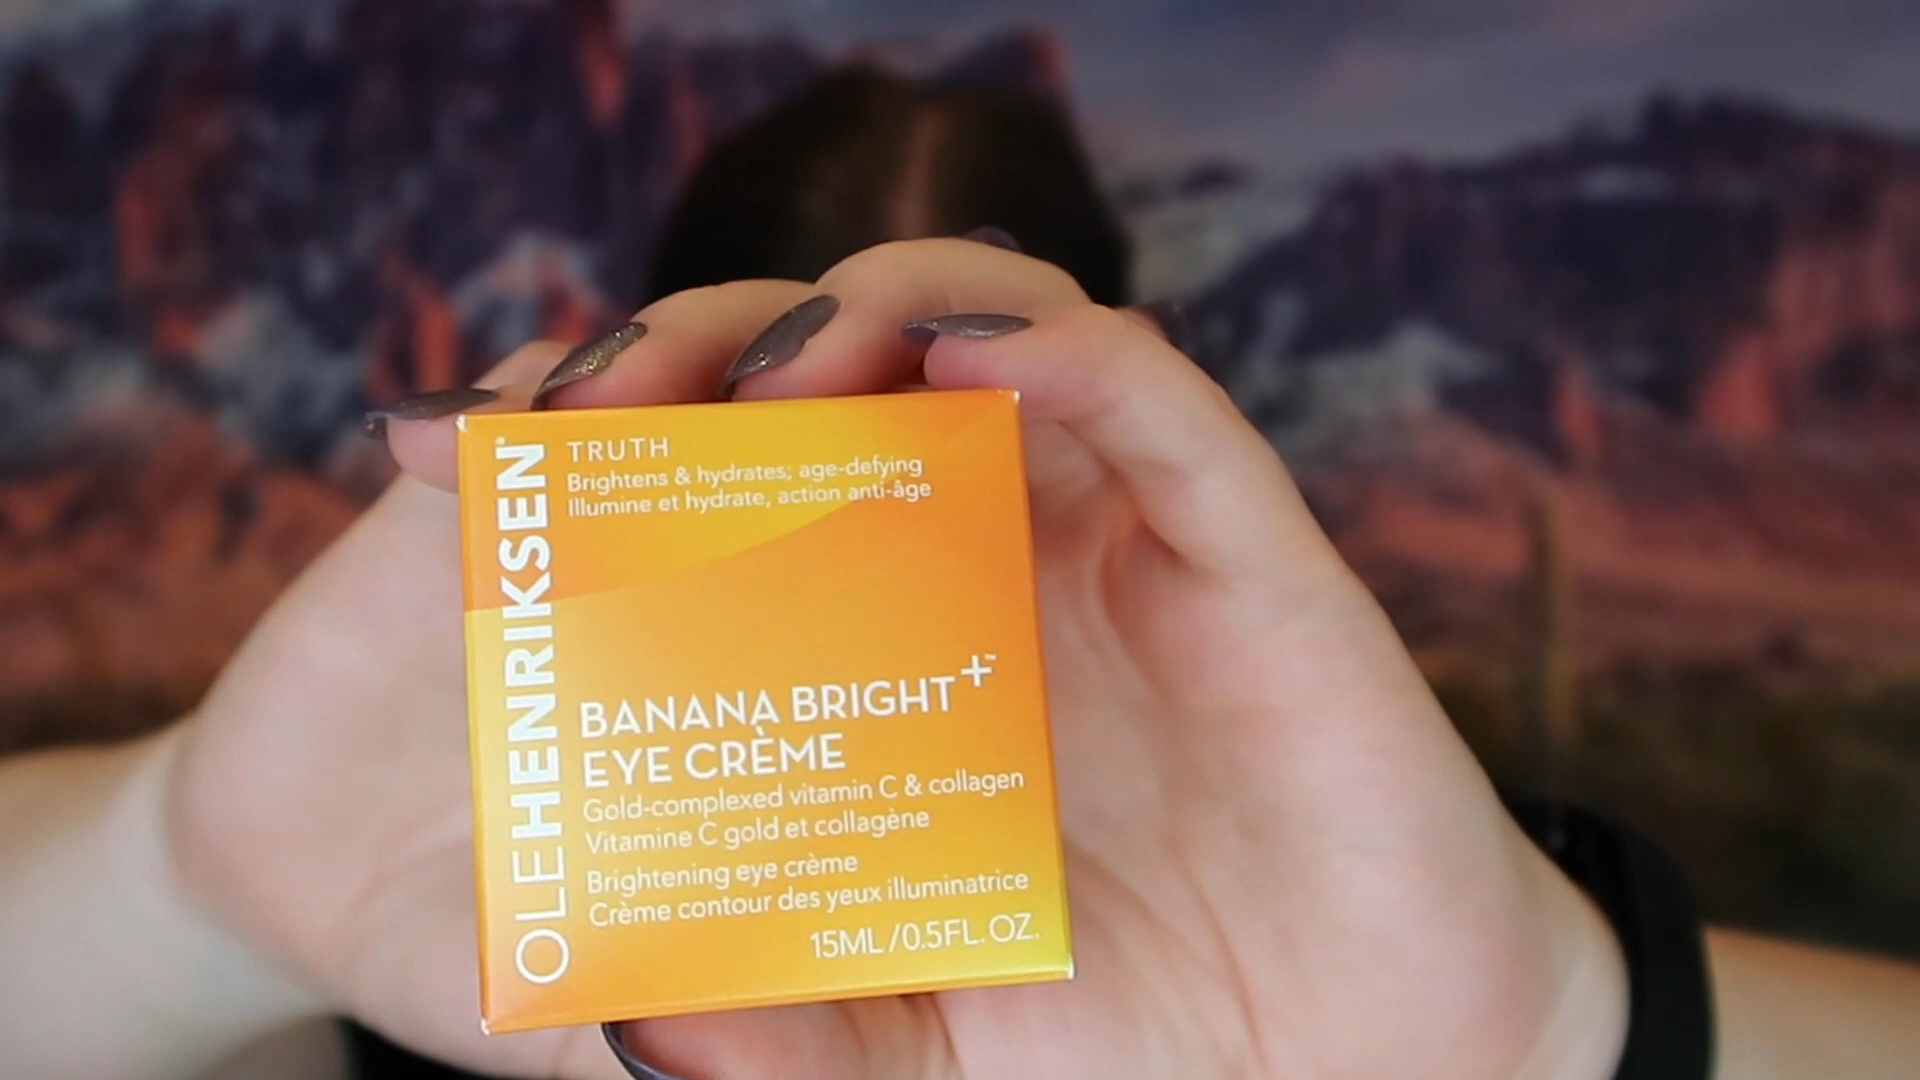 OLEHENRIKSEN®
TRUTH
Brightens & hydrates; age-defying
Illumine et hydrate, action anti-âge
BANANA BRIGHT+™
EYE CRÈME
Gold-complexed vitamin C & collagen
Vitamine C gold et collagène
Brightening eye crème
Crème contour des yeux illuminatrice
15ML/0.5FL. OZ.